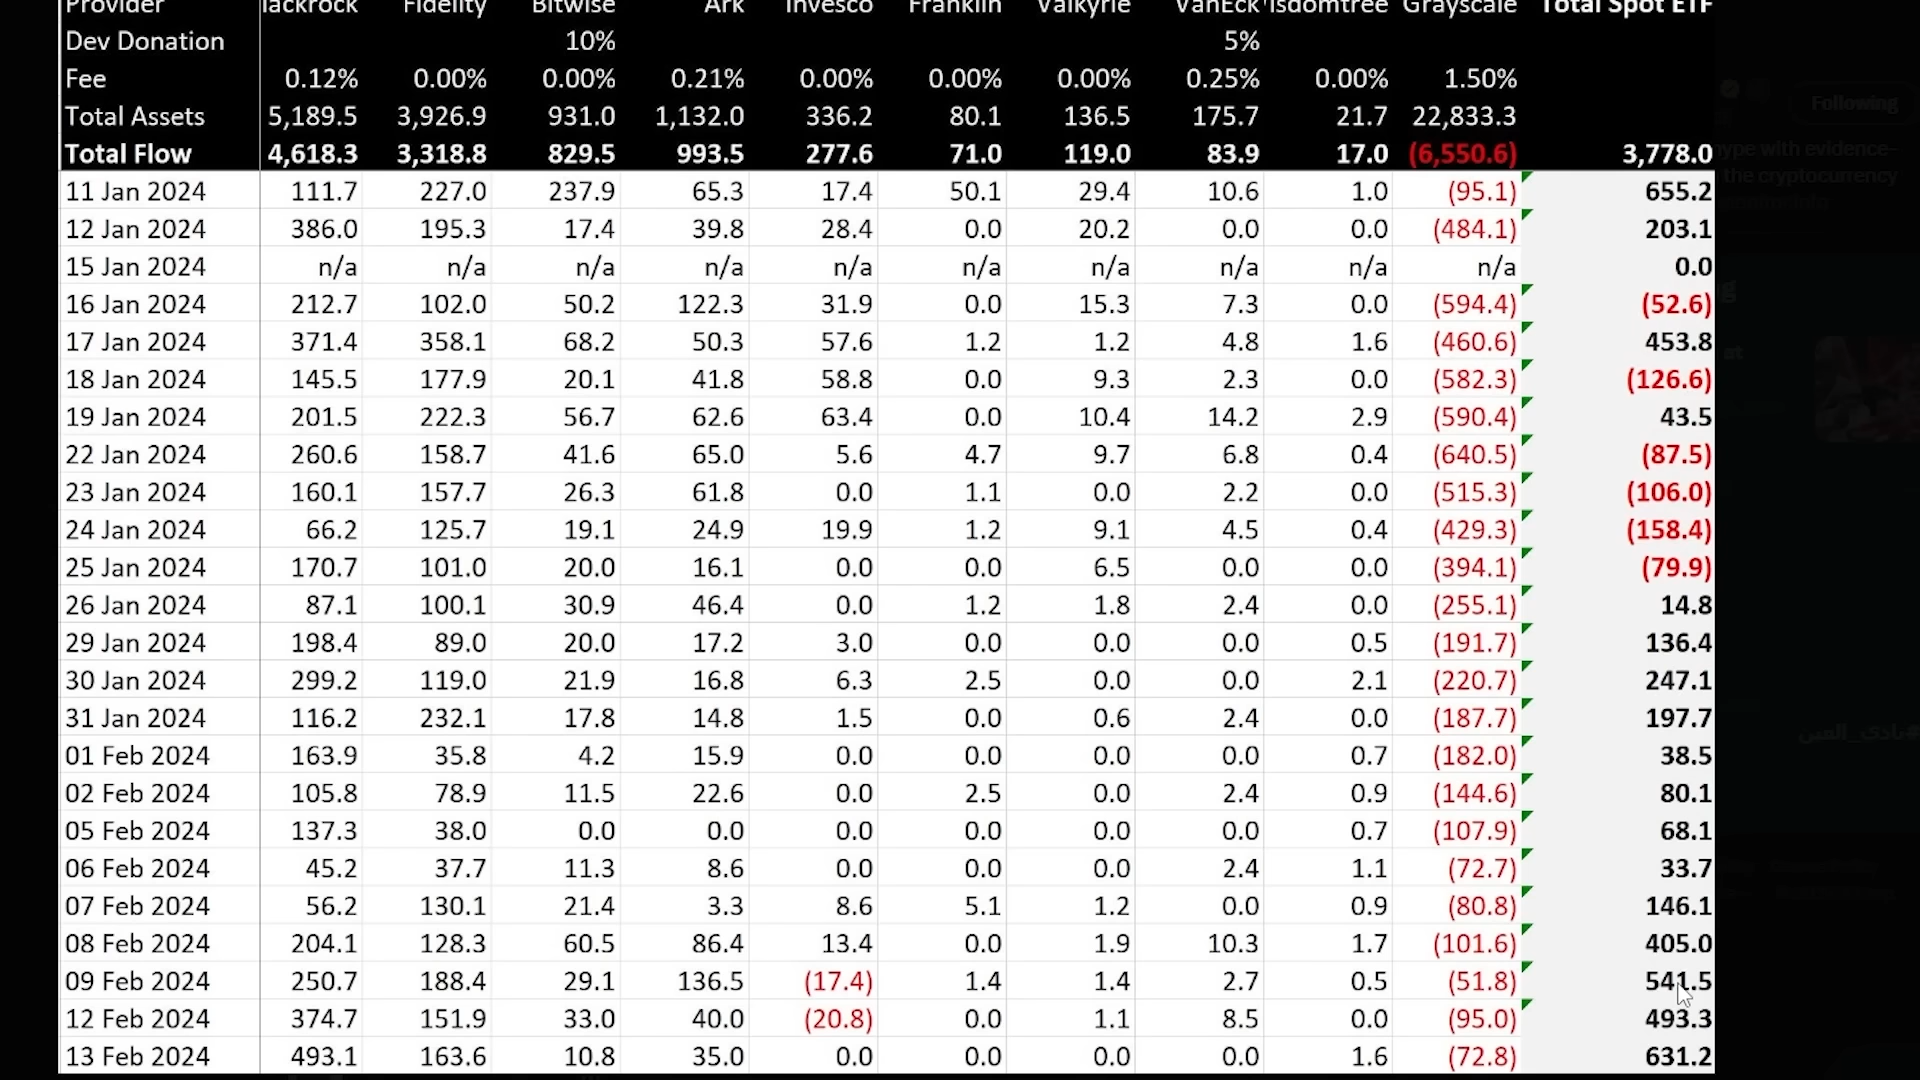 Provider lackrock Fidelity Bitwise Ark Invesco Franklin Valkyrie VanEck isdomtree Grayscale Total Spot ETF
Dev Donation 10% 5%
Fee 0.12% 0.00% 0.00% 0.21% 0.00% 0.00% 0.00% 0.25% 0.00% 1.50%
Total Assets 5,189.5 3,926.9 931.0 1,132.0 336.2 80.1 136.5 175.7 21.7 22,833.3
Total Flow 4,618.3 3,318.8 829.5 993.5 277.6 71.0 119.0 83.9 17.0 (6,550.6) 3,778.0
11 Jan 2024 111.7 227.0 237.9 65.3 17.4 50.1 29.4 10.6 1.0 (95.1) 655.2
12 Jan 2024 386.0 195.3 17.4 39.8 28.4 0.0 20.2 0.0 0.0 (484.1) 203.1
15 Jan 2024 n/a n/a n/a n/a n/a n/a n/a n/a n/a n/a 0.0
16 Jan 2024 212.7 102.0 50.2 122.3 31.9 0.0 15.3 7.3 0.0 (594.4) (52.6)
17 Jan 2024 371.4 358.1 68.2 50.3 57.6 1.2 1.2 4.8 1.6 (460.6) 453.8
18 Jan 2024 145.5 177.9 20.1 41.8 58.8 0.0 9.3 2.3 0.0 (582.3) (126.6)
19 Jan 2024 201.5 222.3 56.7 62.6 63.4 0.0 10.4 14.2 2.9 (590.4) 43.5
22 Jan 2024 260.6 158.7 41.6 65.0 5.6 4.7 9.7 6.8 0.4 (640.5) (87.5)
23 Jan 2024 160.1 157.7 26.3 61.8 0.0 1.1 0.0 2.2 0.0 (515.3) (106.0)
24 Jan 2024 66.2 125.7 19.1 24.9 19.9 1.2 9.1 4.5 0.4 (429.3) (158.4)
25 Jan 2024 170.7 101.0 20.0 16.1 0.0 0.0 6.5 0.0 0.0 (394.1) (79.9)
26 Jan 2024 87.1 100.1 30.9 46.4 0.0 1.2 1.8 2.4 0.0 (255.1) 14.8
29 Jan 2024 198.4 89.0 20.0 17.2 3.0 0.0 0.0 0.0 0.5 (191.7) 136.4
30 Jan 2024 299.2 119.0 21.9 16.8 6.3 2.5 0.0 0.0 2.1 (220.7) 247.1
31 Jan 2024 116.2 232.1 17.8 14.8 1.5 0.0 0.6 2.4 0.0 (187.7) 197.7
01 Feb 2024 163.9 35.8 4.2 15.9 0.0 0.0 0.0 0.0 0.7 (182.0) 38.5
02 Feb 2024 105.8 78.9 11.5 22.6 0.0 2.5 0.0 2.4 0.9 (144.6) 80.1
05 Feb 2024 137.3 38.0 0.0 0.0 0.0 0.0 0.0 0.0 0.7 (107.9) 68.1
06 Feb 2024 45.2 37.7 11.3 8.6 0.0 0.0 0.0 2.4 1.1 (72.7) 33.7
07 Feb 2024 56.2 130.1 21.4 3.3 8.6 5.1 1.2 0.0 0.9 (80.8) 146.1
08 Feb 2024 204.1 128.3 60.5 86.4 13.4 0.0 1.9 10.3 1.7 (101.6) 405.0
09 Feb 2024 250.7 188.4 29.1 136.5 (17.4) 1.4 1.4 2.7 0.5 (51.8) 541.5
12 Feb 2024 374.7 151.9 33.0 40.0 (20.8) 0.0 1.1 8.5 0.0 (95.0) 493.3
13 Feb 2024 493.1 163.6 10.8 35.0 0.0 0.0 0.0 0.0 1.6 (72.8) 631.2
Following
ype with evidence-
the cryptocurrency